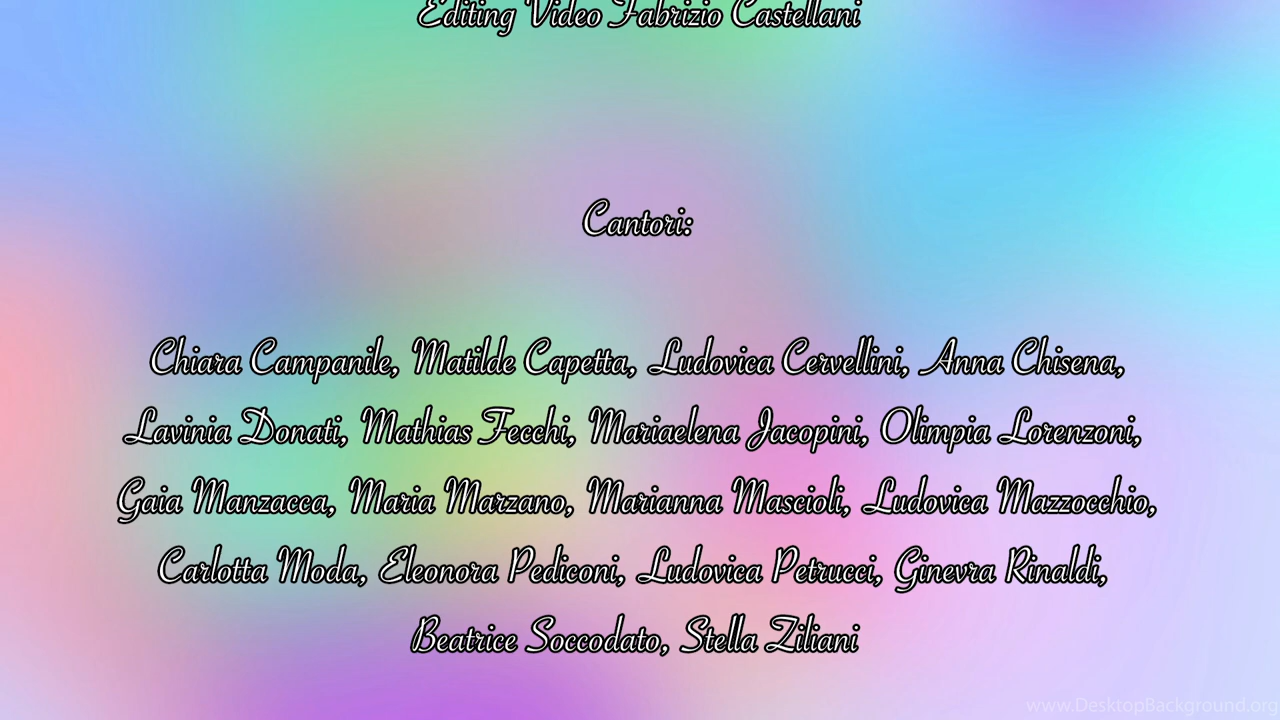 Editing Video Fabrizio Castellani
Cantori:
Chiara Campanile, Matilde Capetta, Ludovica Cervellini, Anna Chisena,
Lavinia Donati, Mathias Fecchi, Mariaelena Jacopini, Olimpia Lorenzoni,
Gaia Manzacca, Maria Marzano, Marianna Mascioli, Ludovica Mazzocchio,
Carlotta Moda, Eleonora Pediconi, Ludovica Petrucci, Ginevra Rinaldi,
Beatrice Soccodato, Stella Ziliani
www.DesktopBackground.org